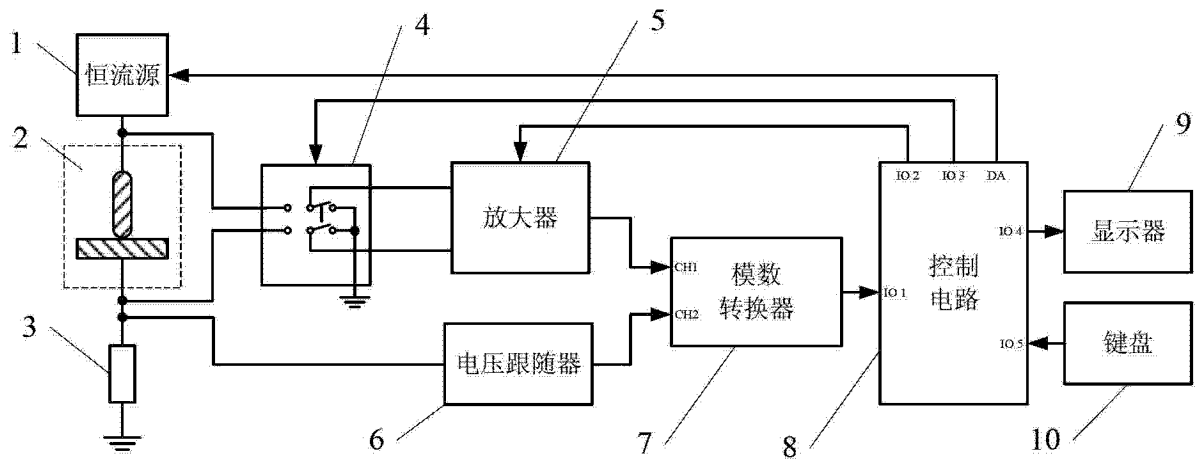 1
恒流源
2
3
4
5
放大器
电压跟随器
6
CH1
CH2
模数
转换器
7
IO 2
IO 3
DA
IO 1
控制
电路
IO 4
IO 5
8
9
显示器
键盘
10